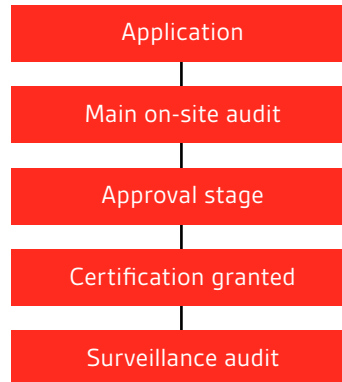 Application
Main on-site audit
Approval stage
Certification granted
Surveillance audit